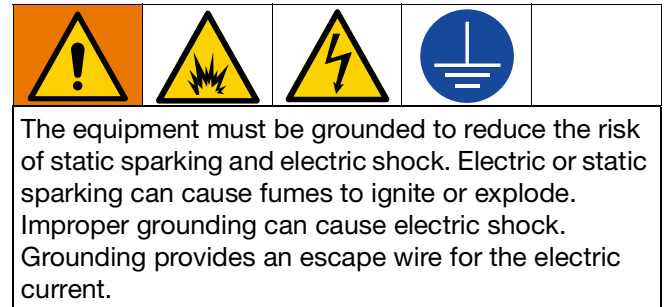 The equipment must be grounded to reduce the risk
of static sparking and electric shock. Electric or static
sparking can cause fumes to ignite or explode.
Improper grounding can cause electric shock.
Grounding provides an escape wire for the electric
current.